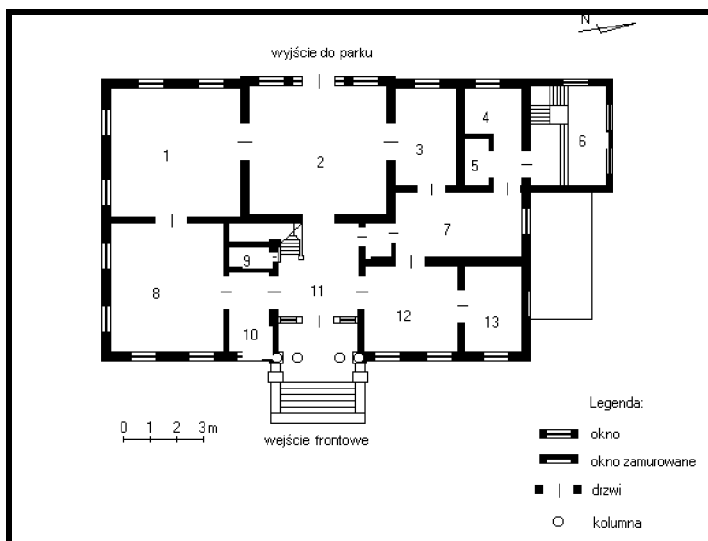 N
wyjście do parku
1
2
3
4
5
6
7
8
9
10
11
12
13
0 1 2 3m
wejście frontowe
Legenda:
okno
okno zamurowane
drzwi
kolumna